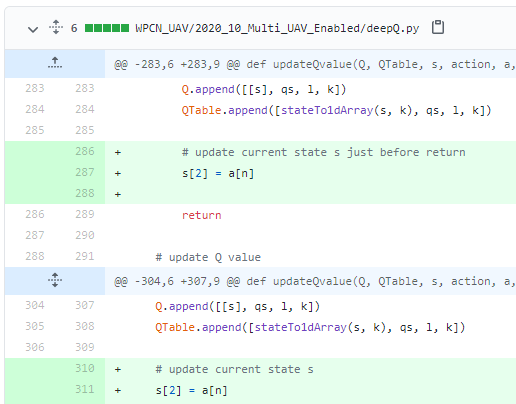 6 WPCN_UAV/2020_10_Multi_UAV_Enabled/deepQ.py
@@ -283,6 +283,9 @@ def updateQvalue(Q, QTable, s, action, a,
283 283 Q.append([[s], qs, l, k])
284 284 QTable.append([stateTo1dArray(s, k), qs, l, k])
285 285
286 + # update current state s just before return
287 + s[2] = a[n]
288 +
286 289 return
287 290
288 291 # update Q value
@@ -304,6 +307,9 @@ def updateQvalue(Q, QTable, s, action, a,
304 307 Q.append([[s], qs, l, k])
305 308 QTable.append([stateTo1dArray(s, k), qs, l, k])
306 309
310 + # update current state s
311 + s[2] = a[n]